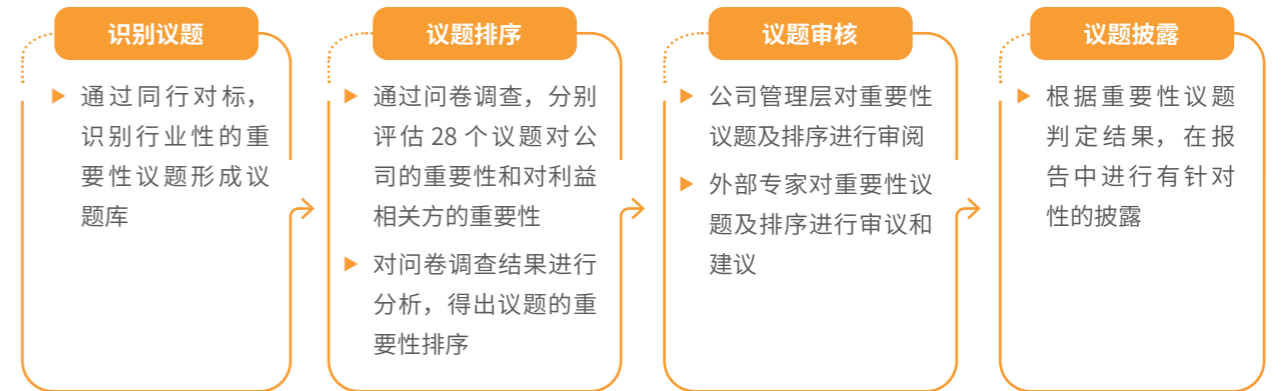 识别议题
通过同行对标，
识别行业性的重
要性议题形成议
题库
议题排序
通过问卷调查，分别
评估 28 个议题对公
司的重要性和对利益
相关方的重要性
对问卷调查结果进行
分析，得出议题的重
要性排序
议题审核
公司管理层对重要性
议题及排序进行审阅
外部专家对重要性议
题及排序进行审议和
建议
议题披露
根据重要性议题
判定结果，在报
告中进行有针对
性的披露